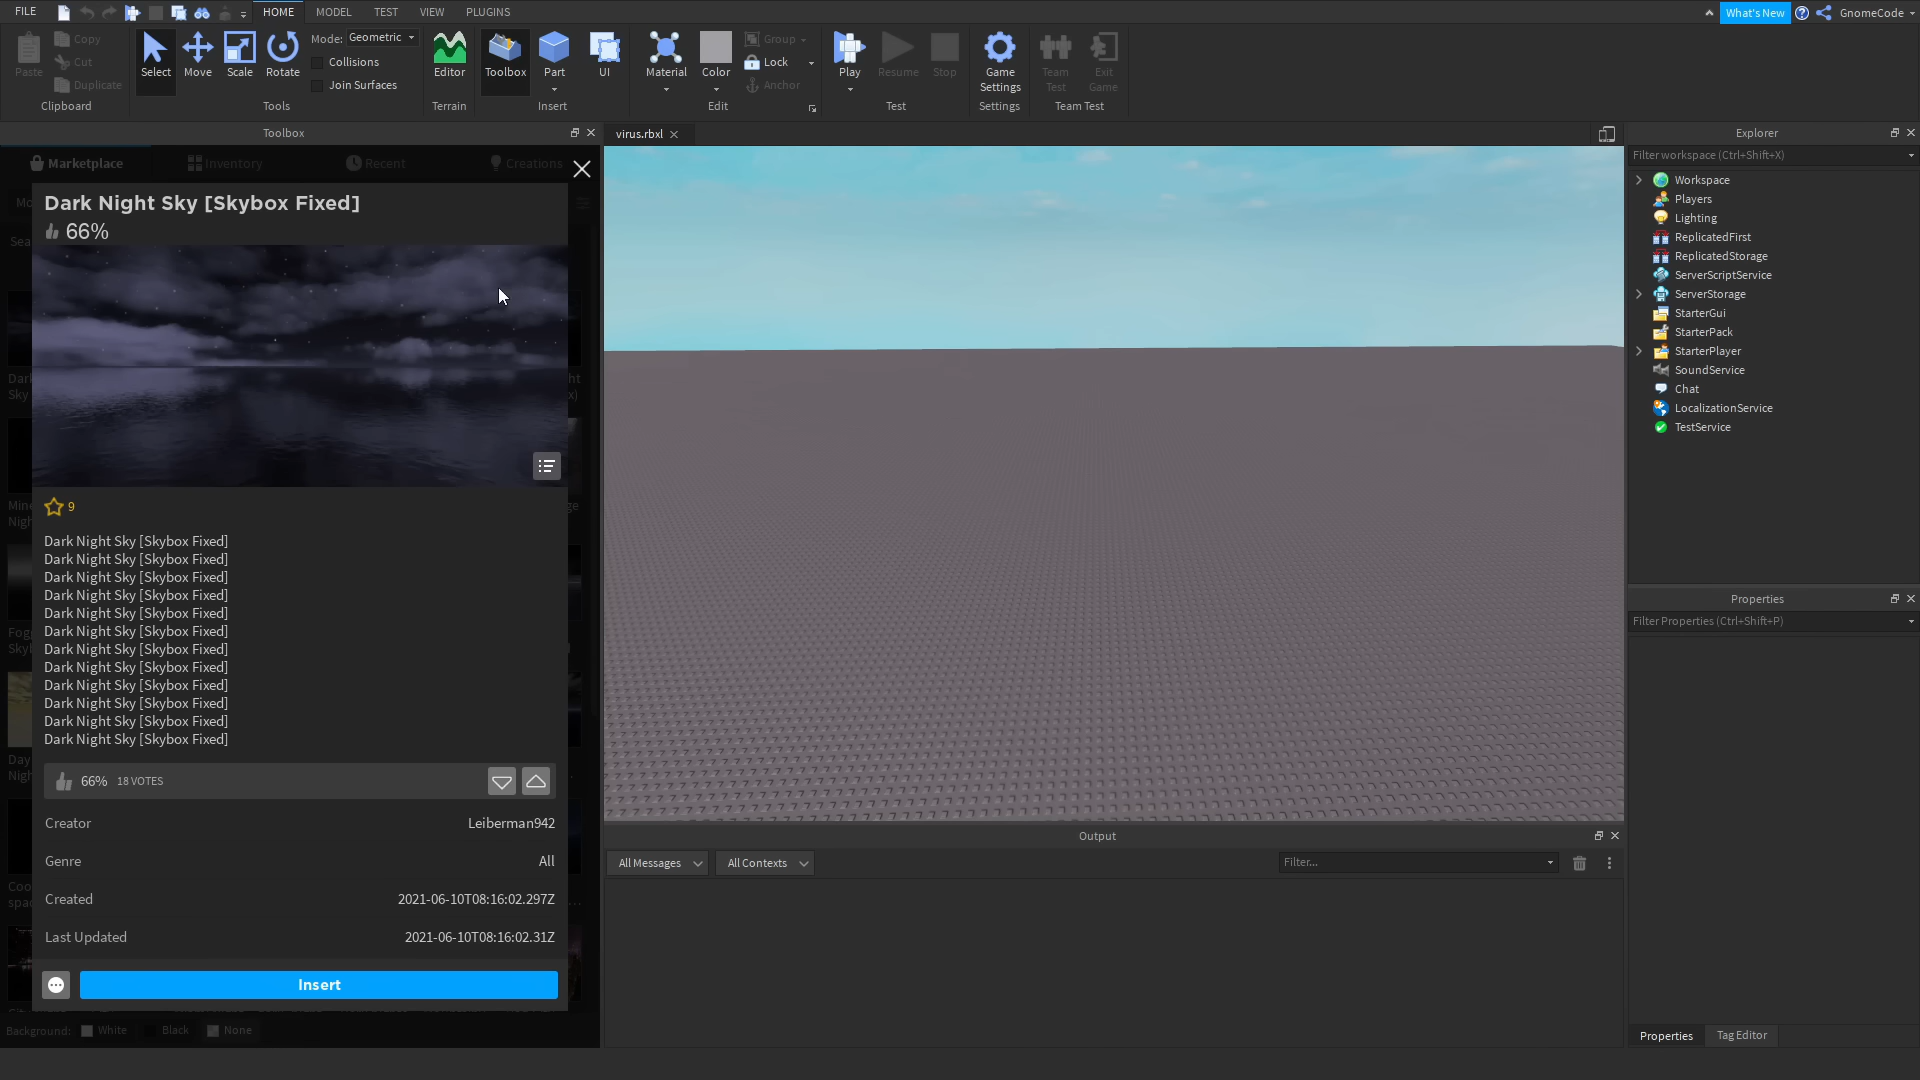 FILE
HOME
MODEL
TEST
VIEW
PLUGINS
What's New
GnomeCode
Paste
Copy
Cut
Duplicate
Clipboard
Select
Move
Scale
Rotate
Mode: Geometric
Collisions
Join Surfaces
Tools
Editor
Terrain
Toolbox
Part
UI
Insert
Material
Color
Group
Lock
Anchor
Edit
Play
Resume
Stop
Test
Game Settings
Settings
Team Test
Exit Game
Team Test
Toolbox
Marketplace
Inventory
Recent
Creations
Dark Night Sky [Skybox Fixed]
66%
9
Dark Night Sky [Skybox Fixed]
Dark Night Sky [Skybox Fixed]
Dark Night Sky [Skybox Fixed]
Dark Night Sky [Skybox Fixed]
Dark Night Sky [Skybox Fixed]
Dark Night Sky [Skybox Fixed]
Dark Night Sky [Skybox Fixed]
Dark Night Sky [Skybox Fixed]
Dark Night Sky [Skybox Fixed]
Dark Night Sky [Skybox Fixed]
Dark Night Sky [Skybox Fixed]
Dark Night Sky [Skybox Fixed]
66% 18 VOTES
Creator Leiberman942
Genre All
Created 2021-06-10T08:16:02.297Z
Last Updated 2021-06-10T08:16:02.31Z
Insert
Background: White Black None
virus.rbxl
Output
All Messages
All Contexts
Filter...
Explorer
Filter workspace (Ctrl+Shift+X)
Workspace
Players
Lighting
ReplicatedFirst
ReplicatedStorage
ServerScriptService
ServerStorage
StarterGui
StarterPack
StarterPlayer
SoundService
Chat
LocalizationService
TestService
Properties
Filter Properties (Ctrl+Shift+P)
Properties
Tag Editor